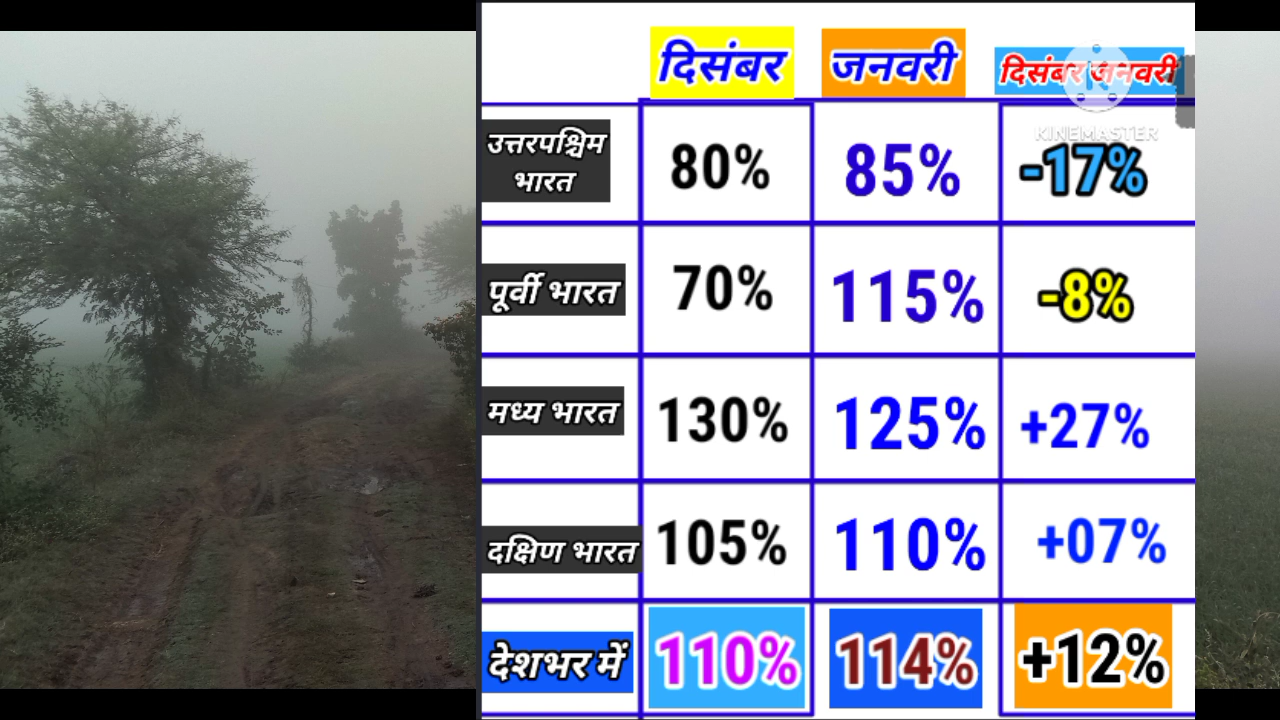 दिसंबर जनवरी दिसंबर जनवरी
KINEMASTER
उत्तरपश्चिम
भारत
80% 85% -17%
पूर्वी भारत 70% 115% -8%
मध्य भारत 130% 125% +27%
दक्षिण भारत 105% 110% +07%
देशभर में 110% 114% +12%